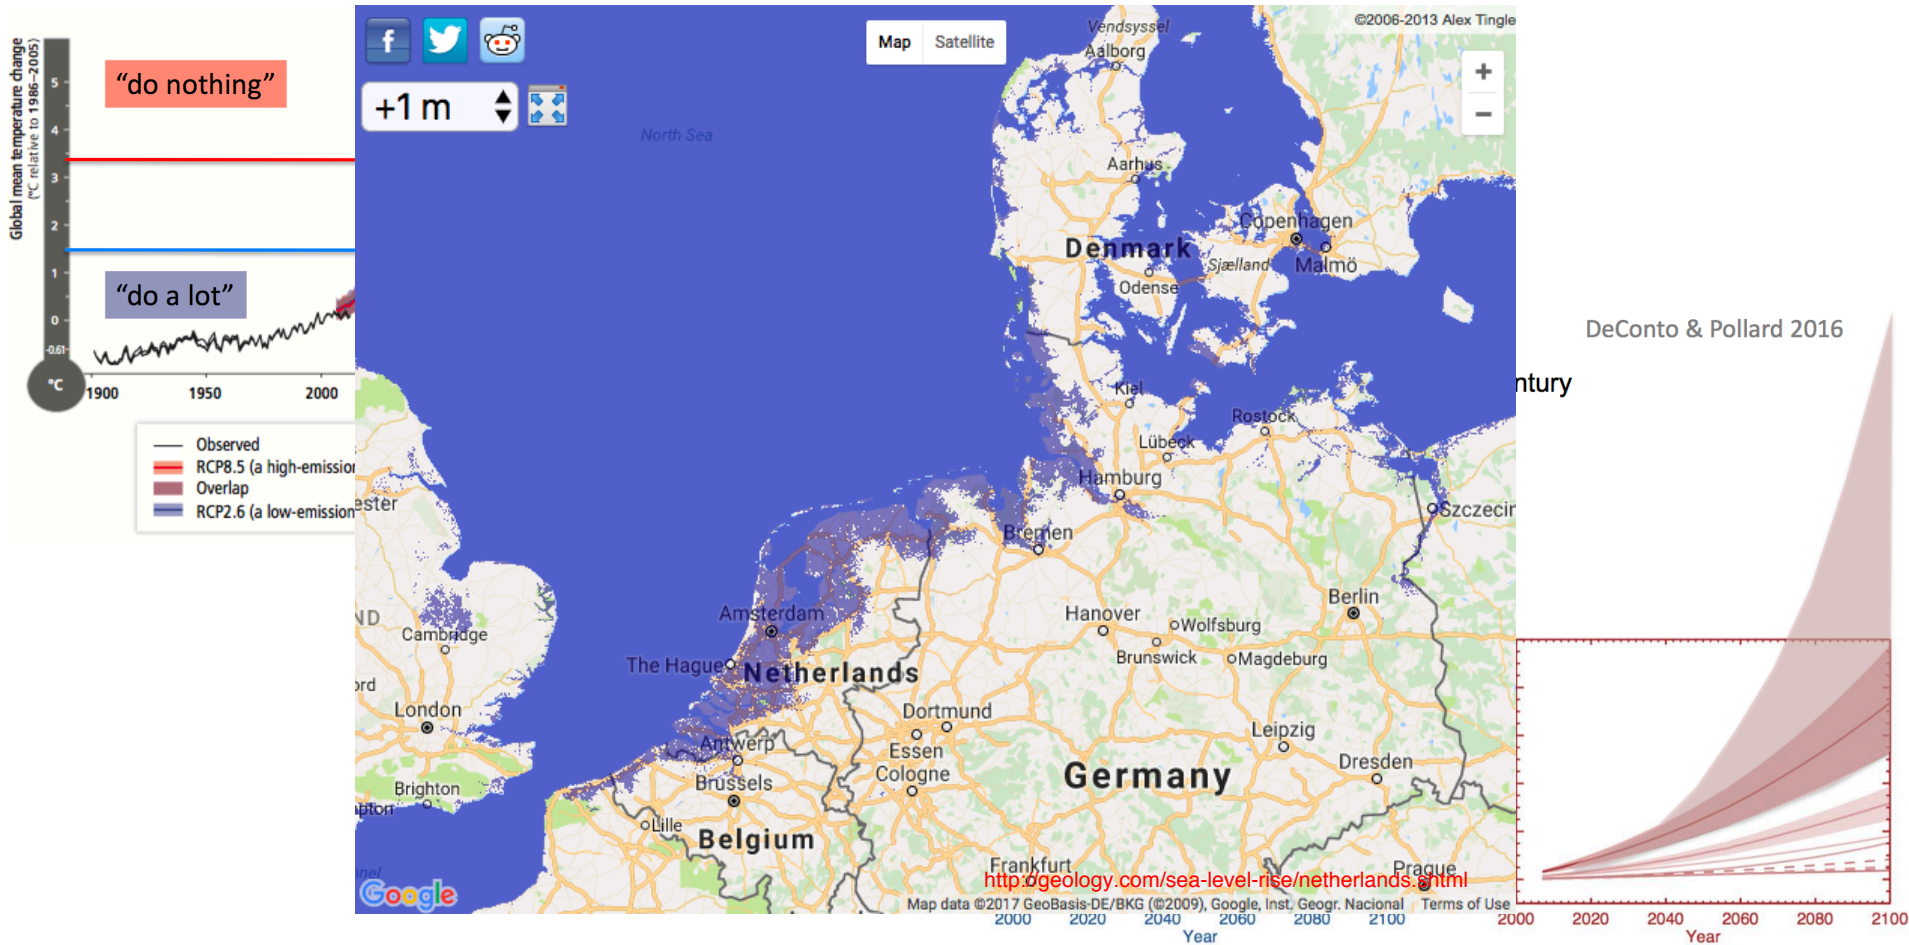 Global mean temperature change
(°C relative to 1986–2005)
5
4
3
2
1
0
-0.61
°C
"do nothing"
"do a lot"
1900
1950
2000
Observed
RCP8.5 (a high-emission
Overlap
RCP2.6 (a low-emission
f
+1 m
Map
Satellite
©2006-2013 Alex Tingle
+
−
North Sea
Vendsyssel
Aalborg
Aarhus
Copenhagen
Denmark
Sjælland
Malmö
Odense
Kiel
Rostock
Lübeck
Hamburg
ester
Szczecin
Bremen
Berlin
Amsterdam
Hanover
Wolfsburg
ND
Cambridge
Brunswick
Magdeburg
The Hague
Netherlands
ord
London
Dortmund
Leipzig
Antwerp
Essen
Dresden
Cologne
Germany
Brighton
Brussels
pton
Lille
Belgium
Frankfurt
Prague
nel
http://geology.com/sea-level-rise/netherlands.shtml
Google
Map data ©2017 GeoBasis-DE/BKG (©2009), Google, Inst. Geogr. Nacional
Terms of Use
2000
2020
2040
2060
2080
2100
Year
DeConto & Pollard 2016
ntury
2000
2020
2040
2060
2080
2100
Year